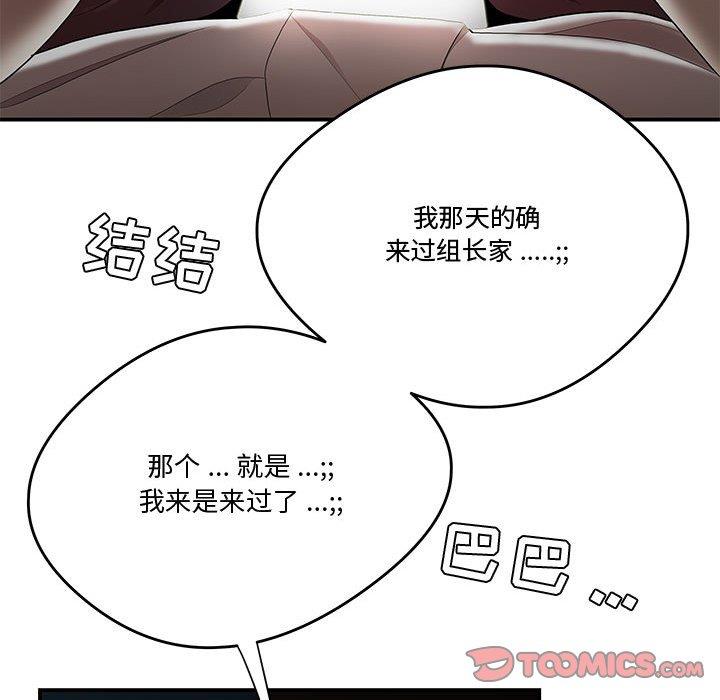 我那天的确
来过组长家 .....;;
结结
那个 ... 就是 ...;;
我来是来过了 ...;;
巴巴 ...
TOOMICS.COM